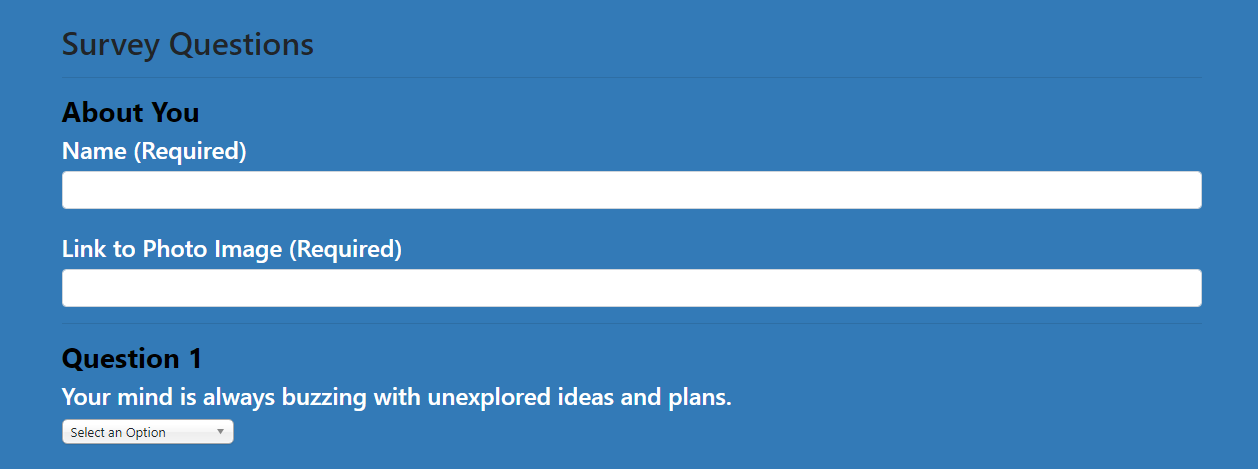 Survey Questions
About You
Name (Required)
Link to Photo Image (Required)
Question 1
Your mind is always buzzing with unexplored ideas and plans.
Select an Option